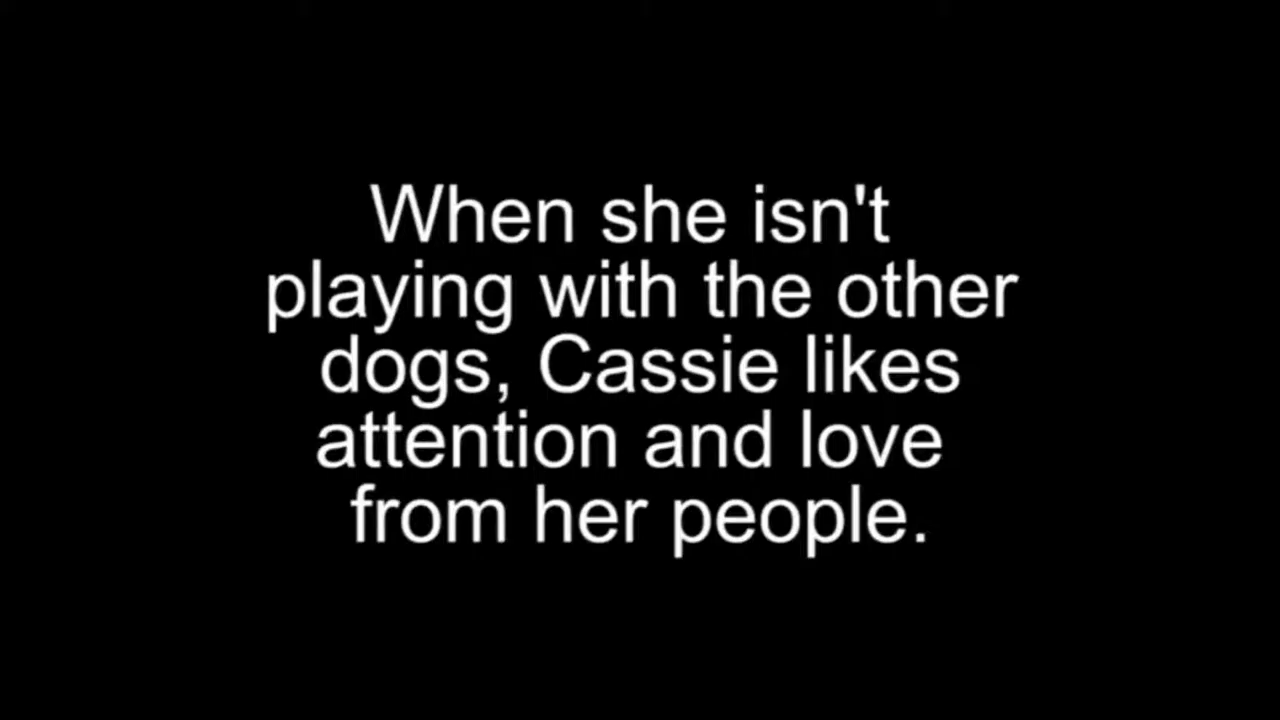 When she isn't
playing with the other
dogs, Cassie likes
attention and love
from her people.